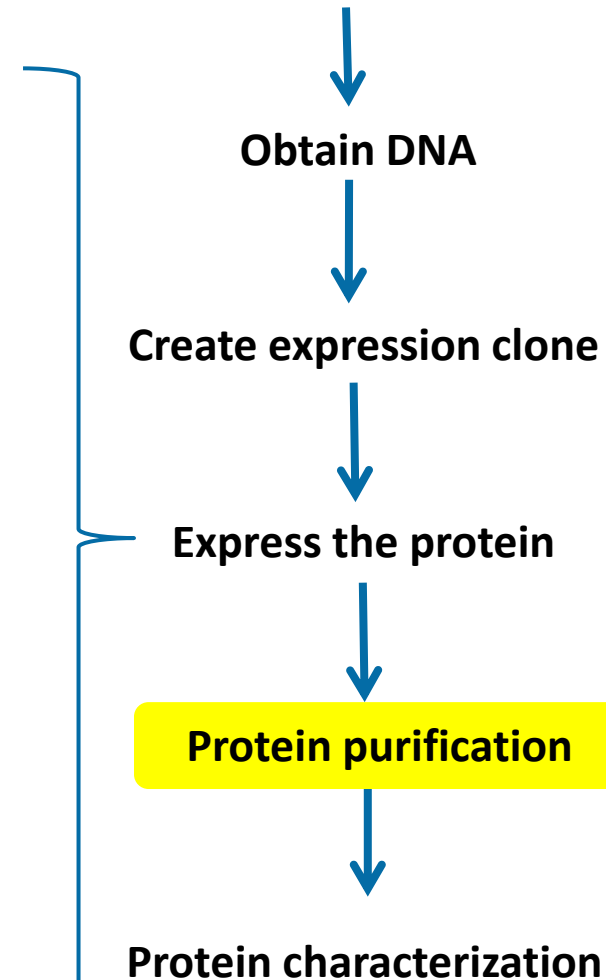 Obtain DNA
Create expression clone
Express the protein
Protein purification
Protein characterization